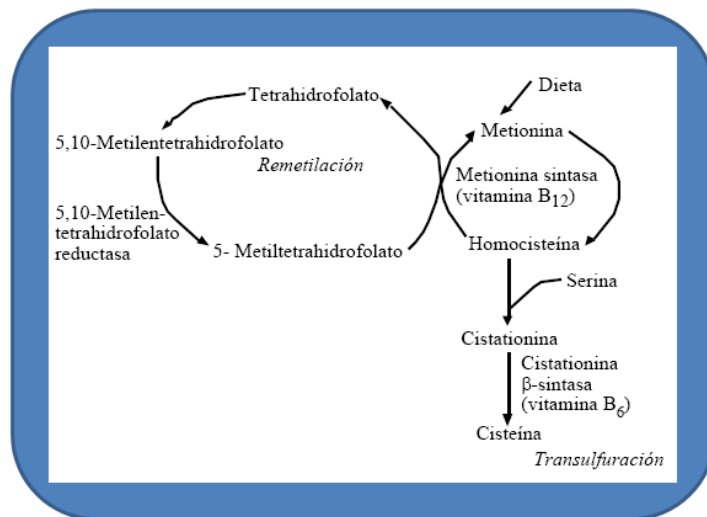 Tetrahidrofolato
Dieta
5,10-Metilentetrahidrofolato
Metionina
Remetilación
Metionina sintasa
(vitamina B12)
5,10-Metilen-
tetrahidrofolato
reductasa
5- Metiltetrahidrofolato
Homocisteína
Serina
Cistationina
Cistationina
β-sintasa
(vitamina B6)
Cisteína
Transulfuración